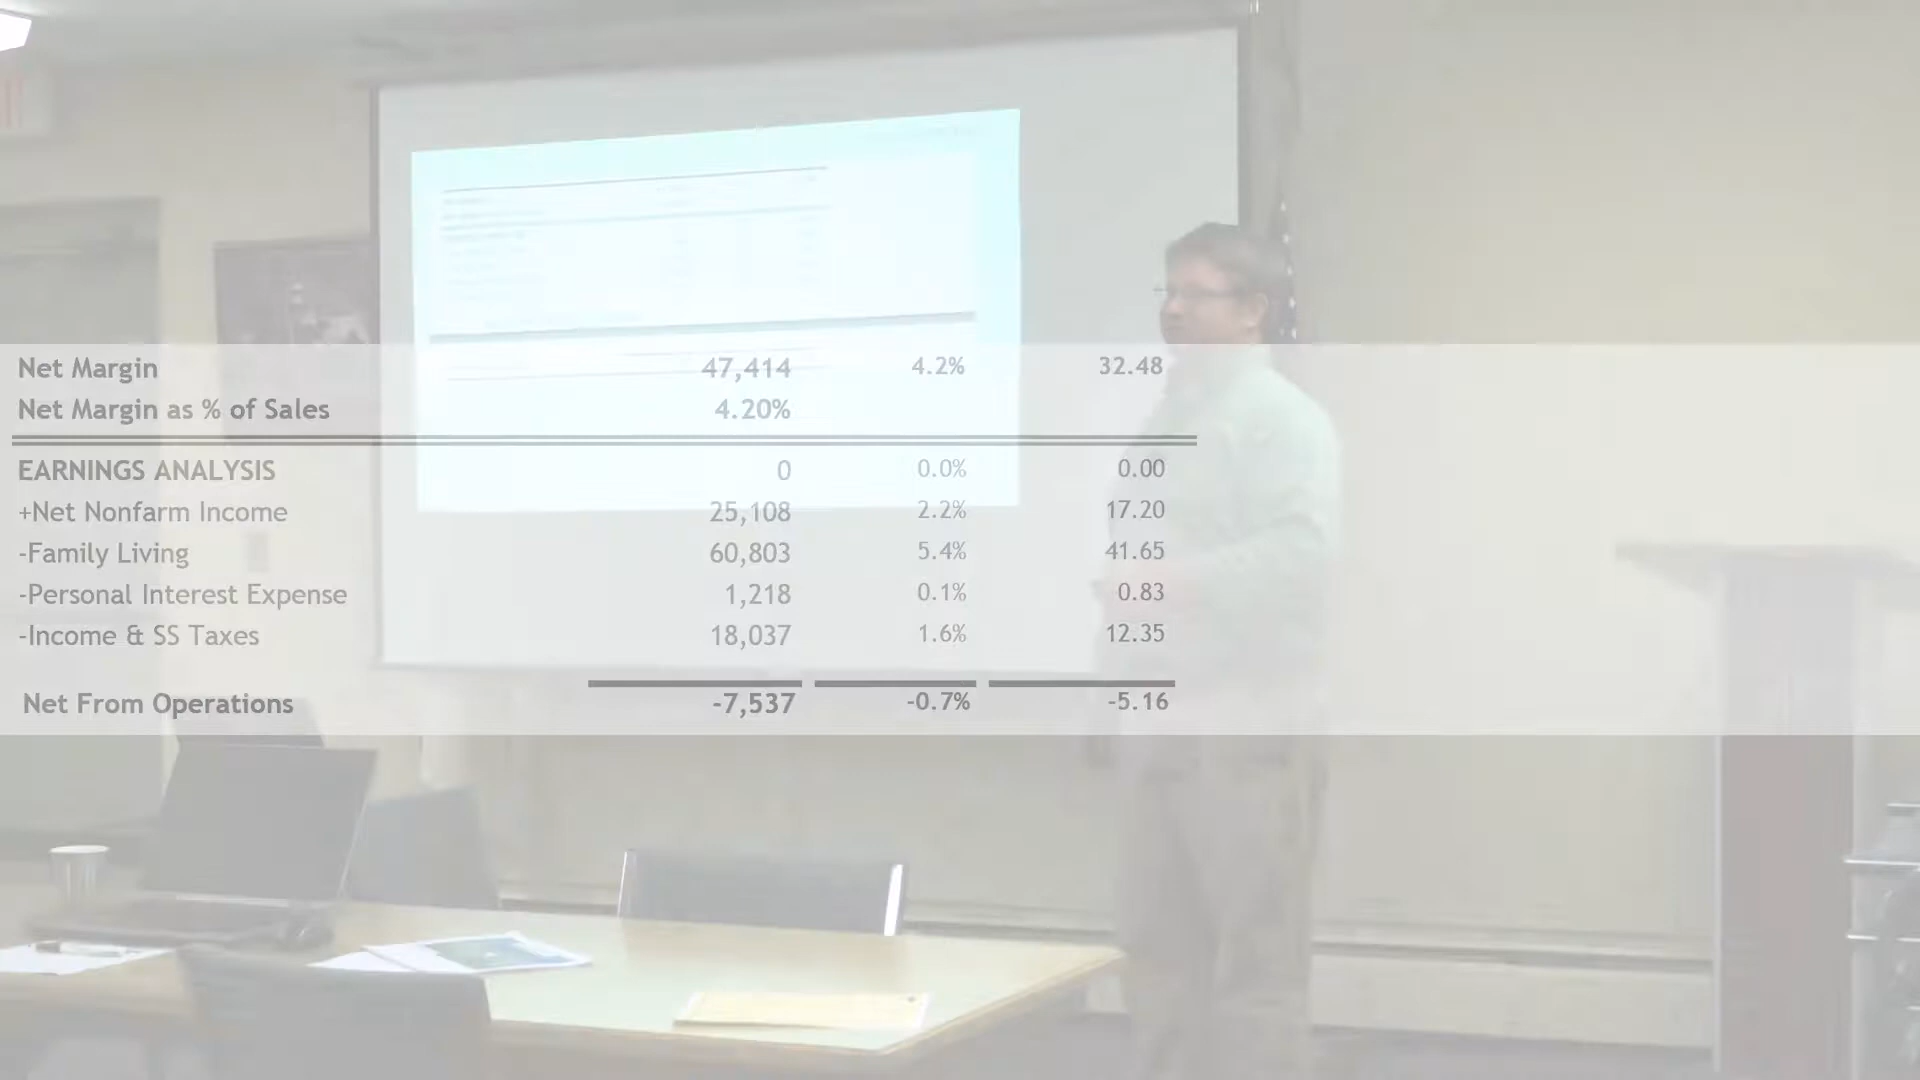 Net Margin 47,414 4.2% 32.48
Net Margin as % of Sales 4.20%
EARNINGS ANALYSIS 0 0.0% 0.00
+Net Nonfarm Income 25,108 2.2% 17.20
-Family Living 60,803 5.4% 41.65
-Personal Interest Expense 1,218 0.1% 0.83
-Income & SS Taxes 18,037 1.6% 12.35
Net From Operations -7,537 -0.7% -5.16